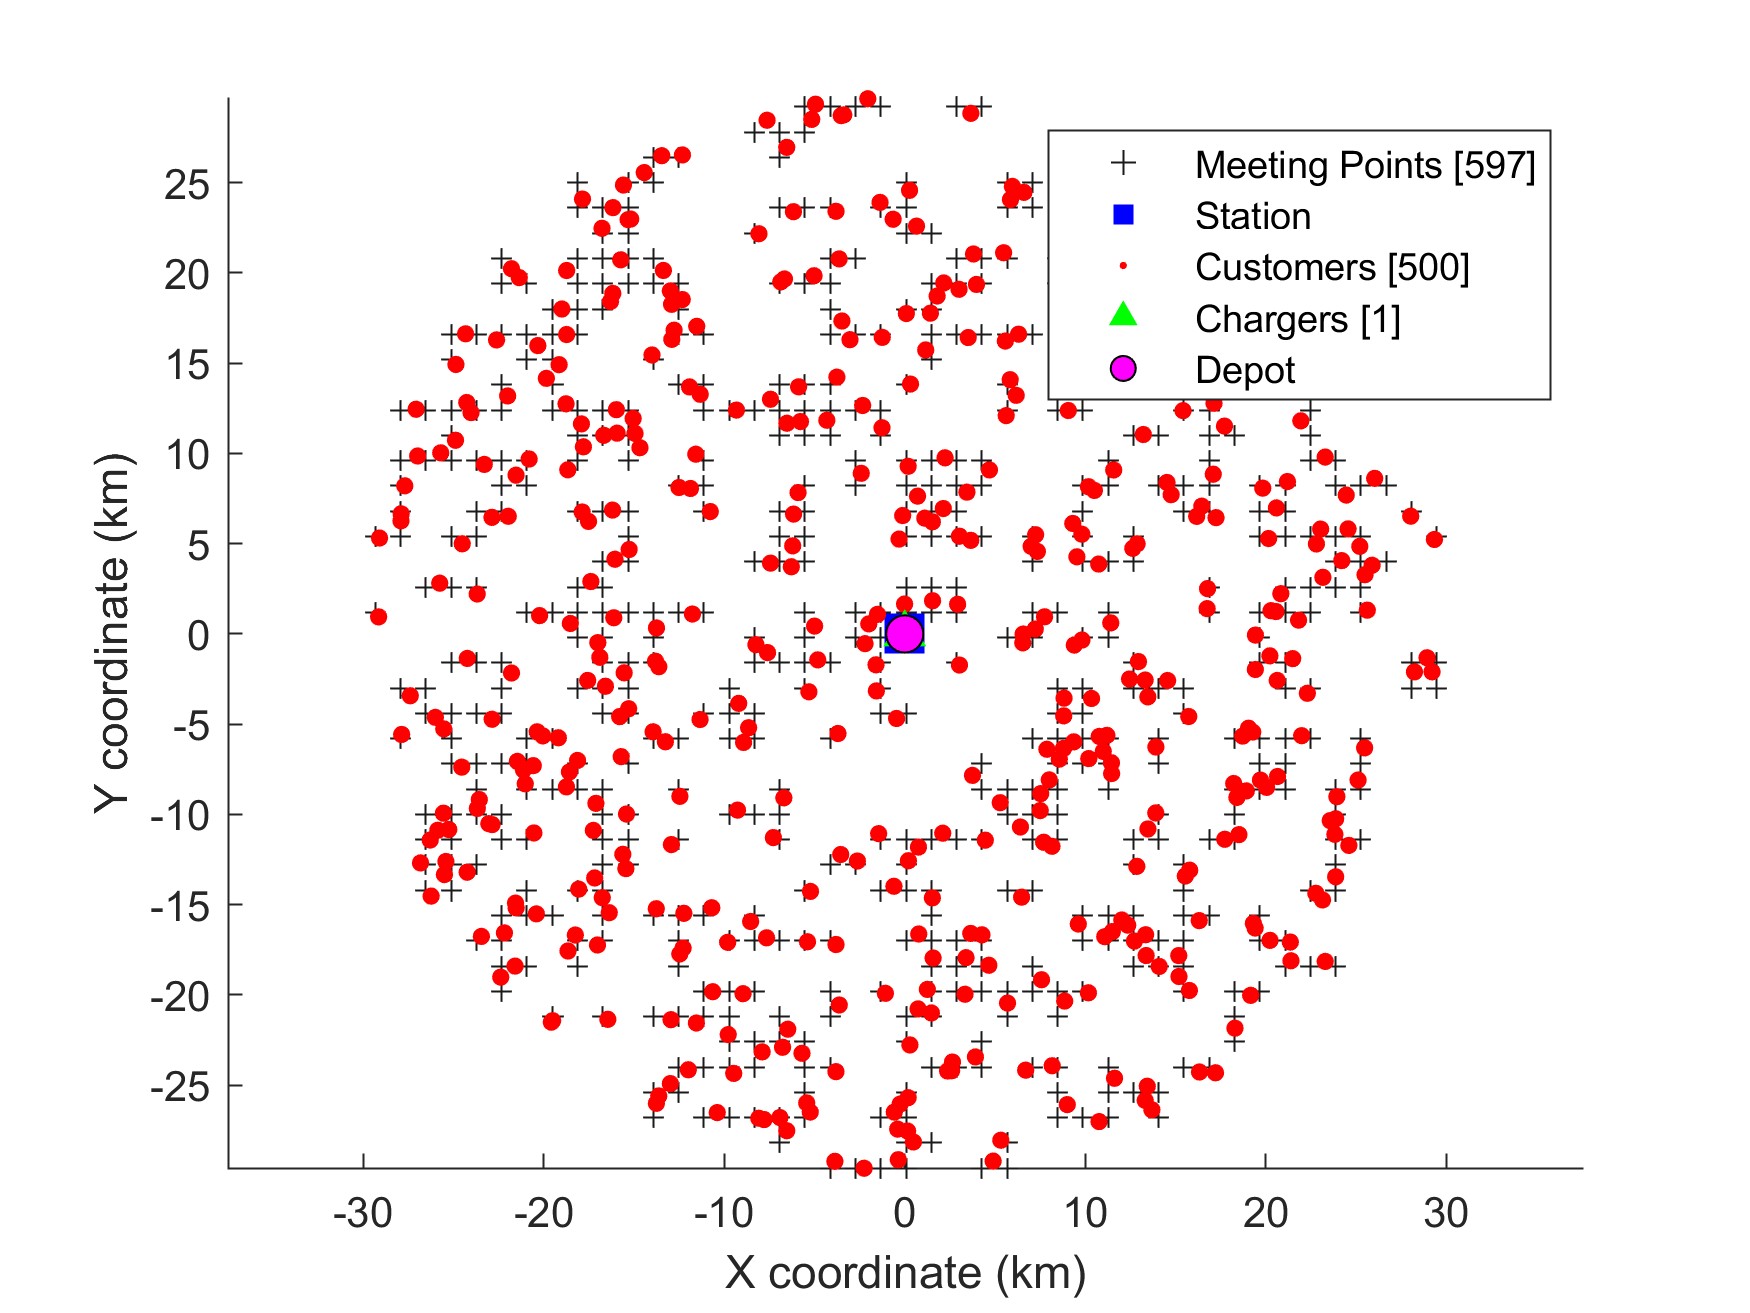 Meeting Points [597]
Station
Customers [500]
Chargers [1]
Depot
25
20
15
10
5
0
-5
-10
-15
-20
-25
Y coordinate (km)
-30 -20 -10 0 10 20 30
X coordinate (km)